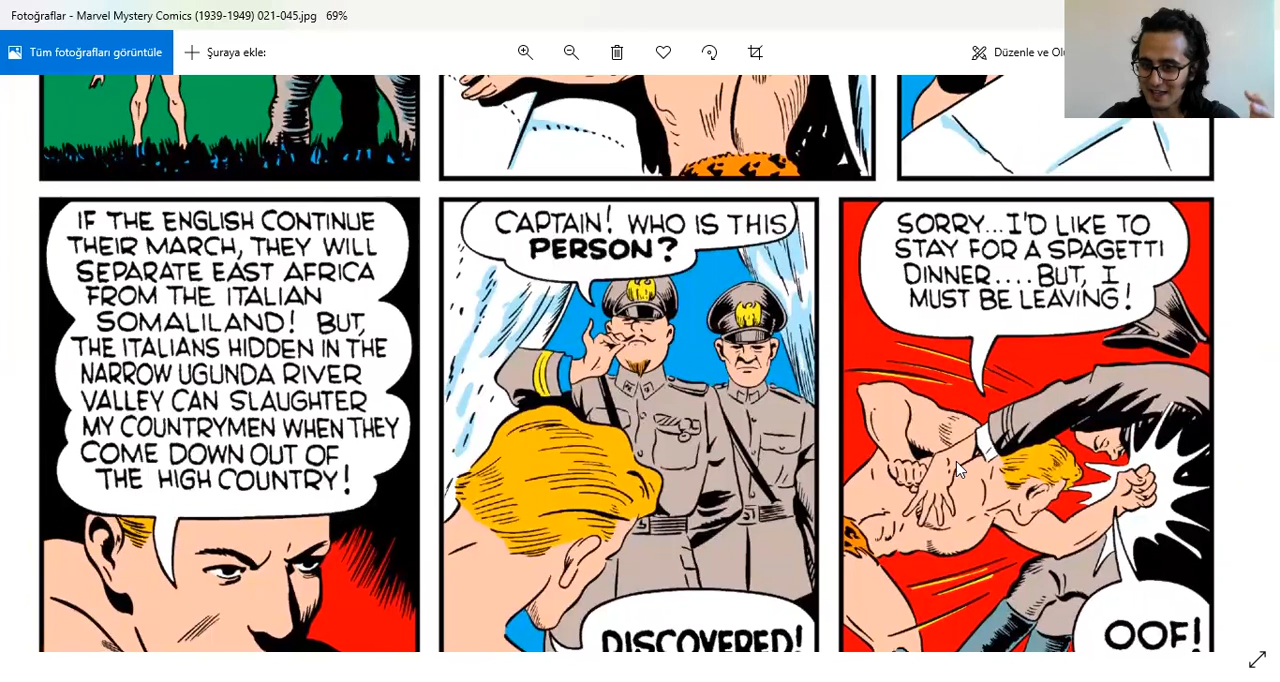 Fotoğraflar - Marvel Mystery Comics (1939-1949) 021-045.jpg 69%
Tüm fotoğrafları görüntüle
Şuraya ekle:
Düzenle ve Olu
IF THE ENGLISH CONTINUE
THEIR MARCH, THEY WILL
SEPARATE EAST AFRICA
FROM THE ITALIAN
SOMALILAND! BUT,
THE ITALIANS HIDDEN IN THE
NARROW UGUNDA RIVER
VALLEY CAN SLAUGHTER
MY COUNTRYMEN WHEN THEY
COME DOWN OUT OF
THE HIGH COUNTRY!
CAPTAIN! WHO IS THIS
PERSON?
DISCOVERED!
SORRY...I'D LIKE TO
STAY FOR A SPAGETTI
DINNER....BUT, I
MUST BE LEAVING!
OOF!